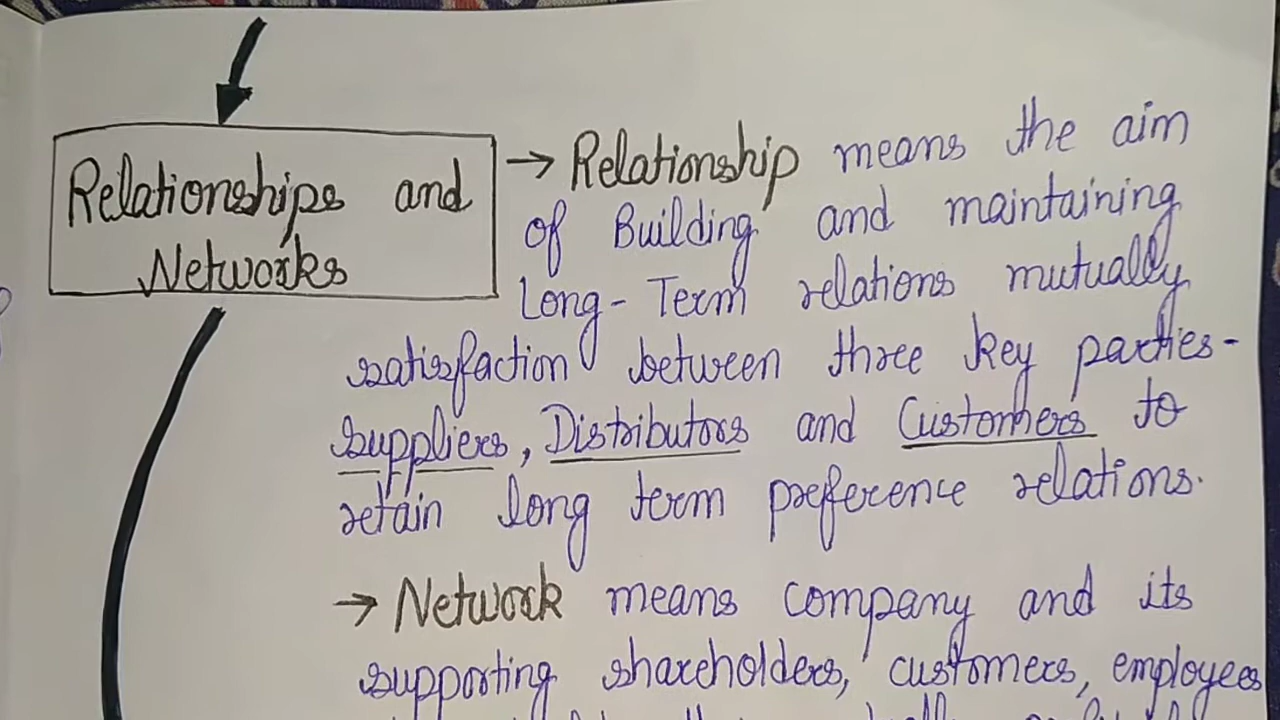 Relationships and
Networks
→ Relationship means the aim
of Building and maintaining
Long-Term relations mutually
satisfaction between three key parties-
suppliers, Distributors and Customers to
retain long term preference relations.
→ Network means company and its
supporting shareholders, customers, employees